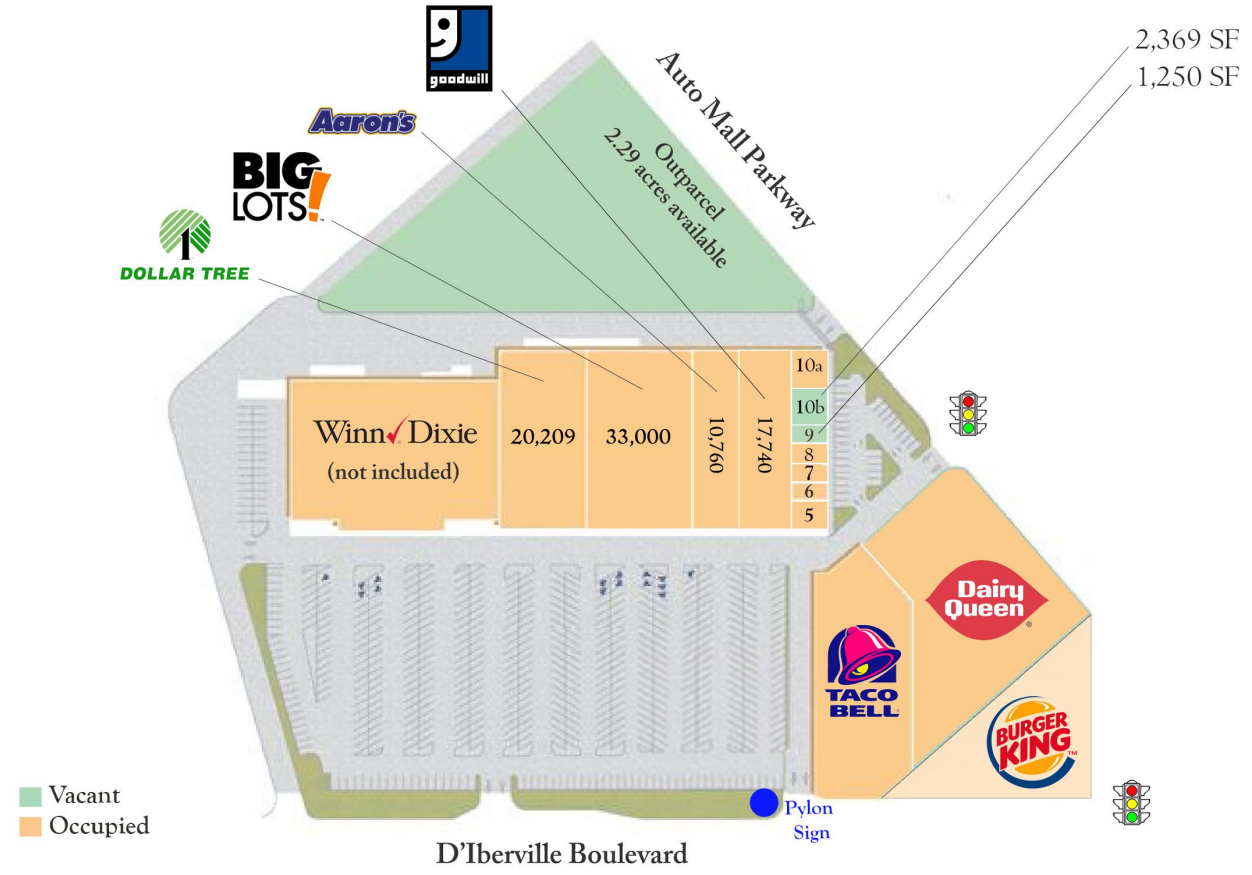 2,369 SF
1,250 SF
goodwill
Auto Mall Parkway
Aaron's
Outparcel
2.29 acres available
BIG
LOTS!
DOLLAR TREE
10a
10b
9
8
7
6
5
Winn Dixie
(not included)
20,209
33,000
10,760
17,740
Dairy
Queen
®
TACO
BELL
BURGER
KING
TM
Vacant
Occupied
Pylon
Sign
D'Iberville Boulevard